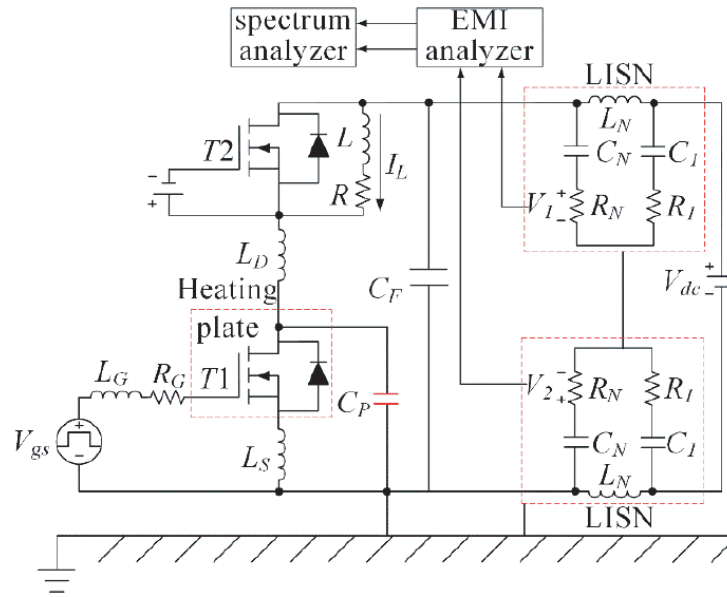 spectrum
analyzer
EMI
analyzer
LISN
L_N
C_N
C_1
R_N
R_1
V_1
+
-
T2
-
+
L
R
I_L
L_D
Heating
plate
C_F
V_dc
+
-
L_G
R_G
T1
C_P
V_gs
+
-
L_S
V_2
-
+
R_N
R_1
C_N
C_1
L_N
LISN